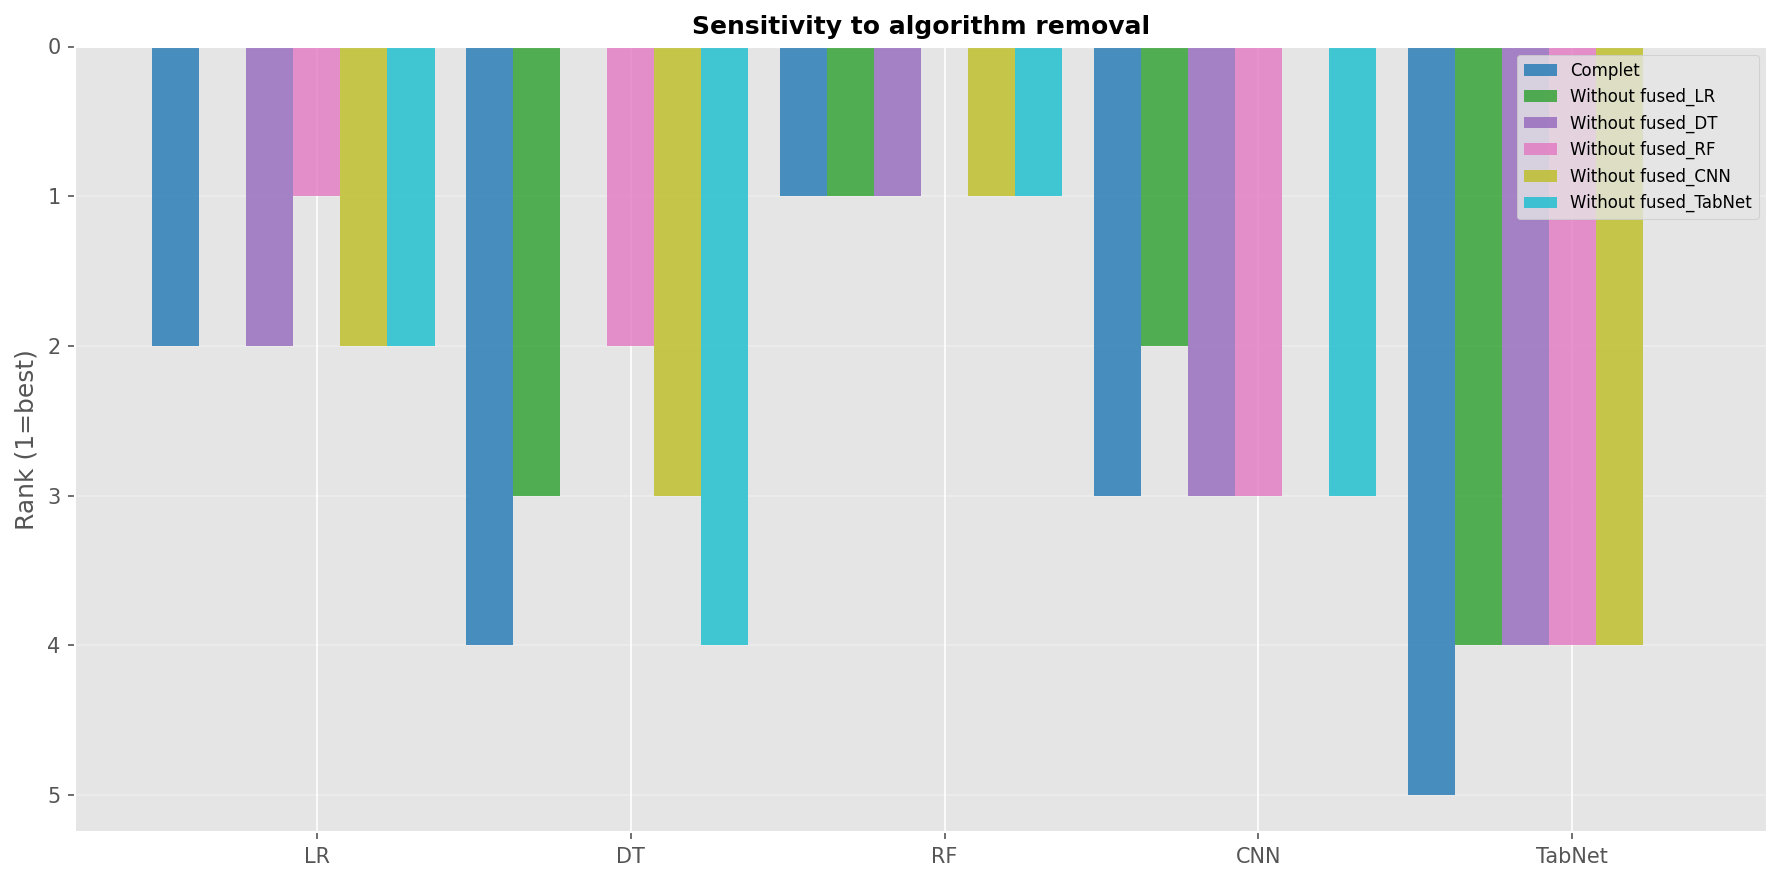 Sensitivity to algorithm removal
Rank (1=best)
0
1
2
3
4
5
Complet
Without fused_LR
Without fused_DT
Without fused_RF
Without fused_CNN
Without fused_TabNet
LR
DT
RF
CNN
TabNet